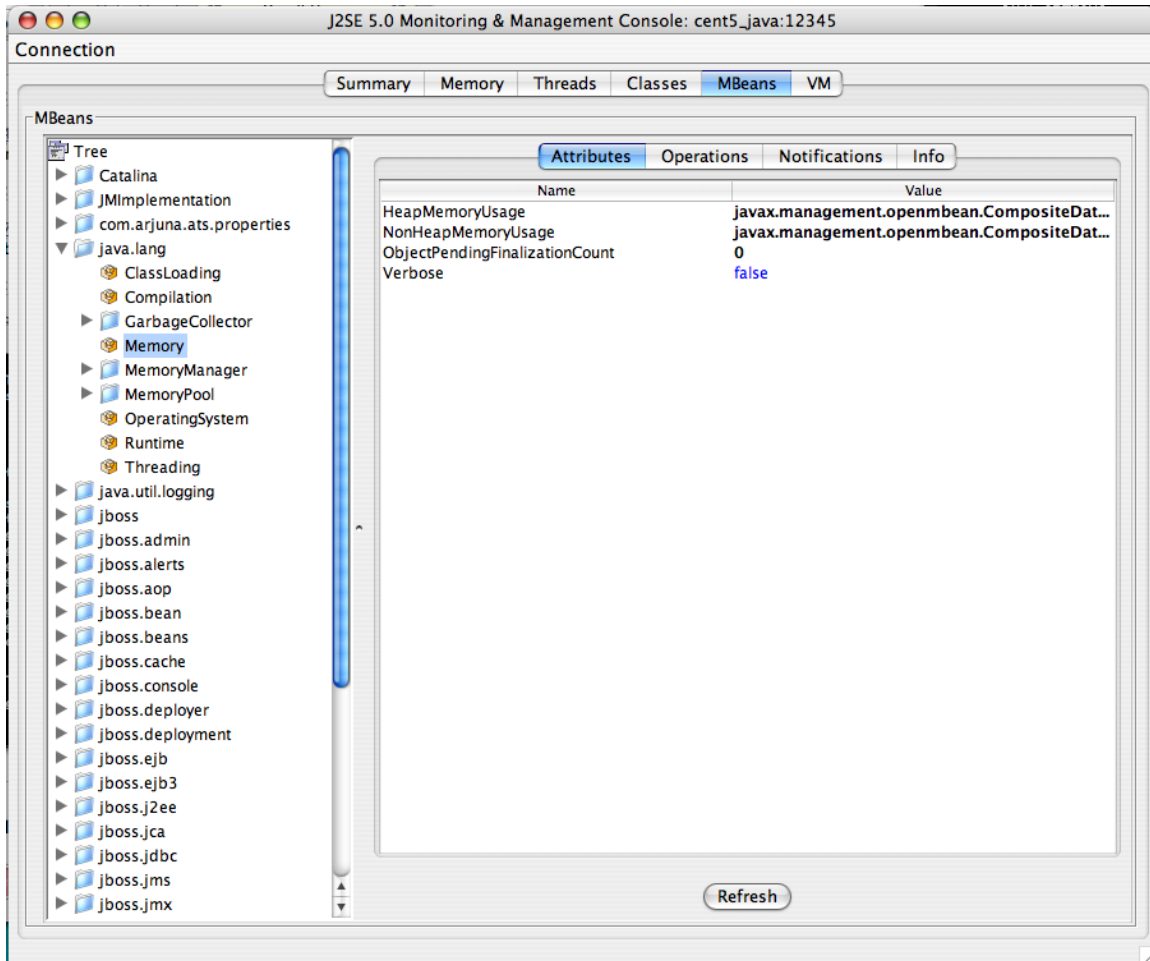 J2SE 5.0 Monitoring & Management Console: cent5_java:12345
Connection
Summary Memory Threads Classes MBeans VM
MBeans
Tree
Catalina
JMImplementation
com.arjuna.ats.properties
java.lang
ClassLoading
Compilation
GarbageCollector
Memory
MemoryManager
MemoryPool
OperatingSystem
Runtime
Threading
java.util.logging
jboss
jboss.admin
jboss.alerts
jboss.aop
jboss.bean
jboss.beans
jboss.cache
jboss.console
jboss.deployer
jboss.deployment
jboss.ejb
jboss.ejb3
jboss.j2ee
jboss.jca
jboss.jdbc
jboss.jms
jboss.jmx
Attributes Operations Notifications Info
Name Value
HeapMemoryUsage javax.management.openmbean.CompositeDat...
NonHeapMemoryUsage javax.management.openmbean.CompositeDat...
ObjectPendingFinalizationCount 0
Verbose false
Refresh